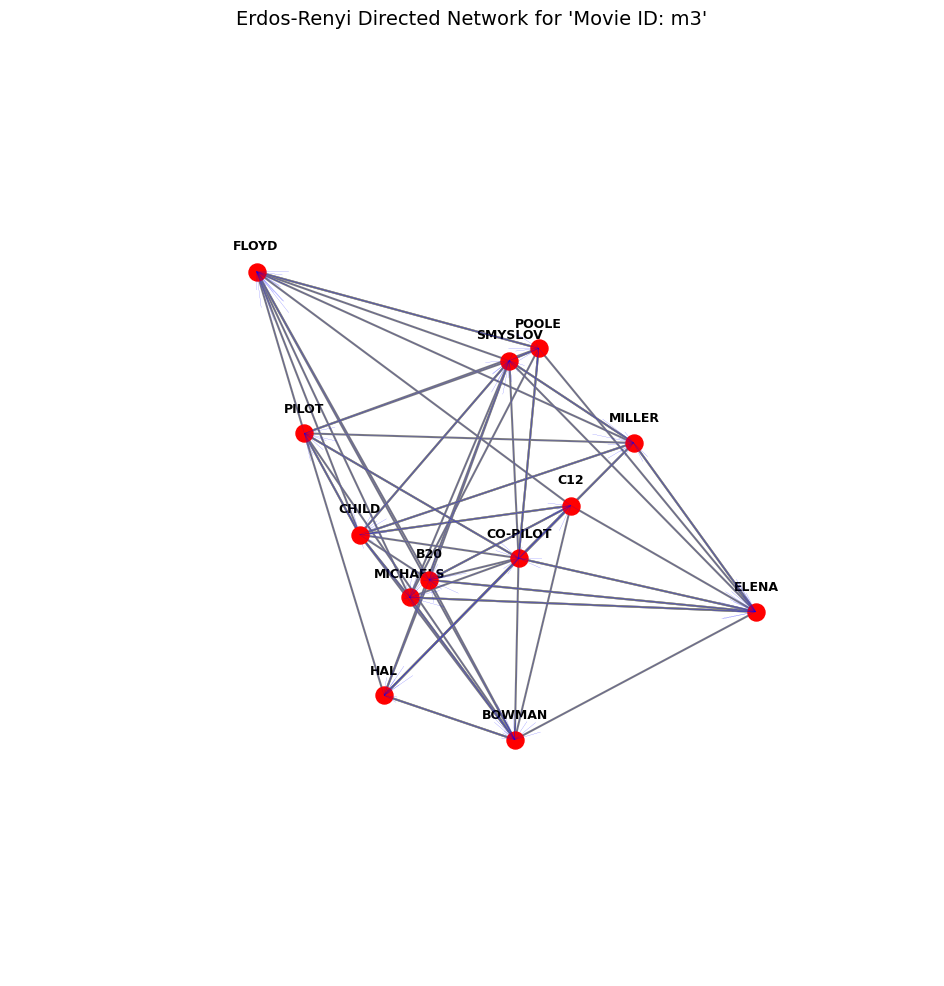 Erdos-Renyi Directed Network for 'Movie ID: m3'
FLOYD
POOLE
SMYSLOV
PILOT
MILLER
C12
CHILD
CO-PILOT
B20
MICHAELS
ELENA
HAL
BOWMAN